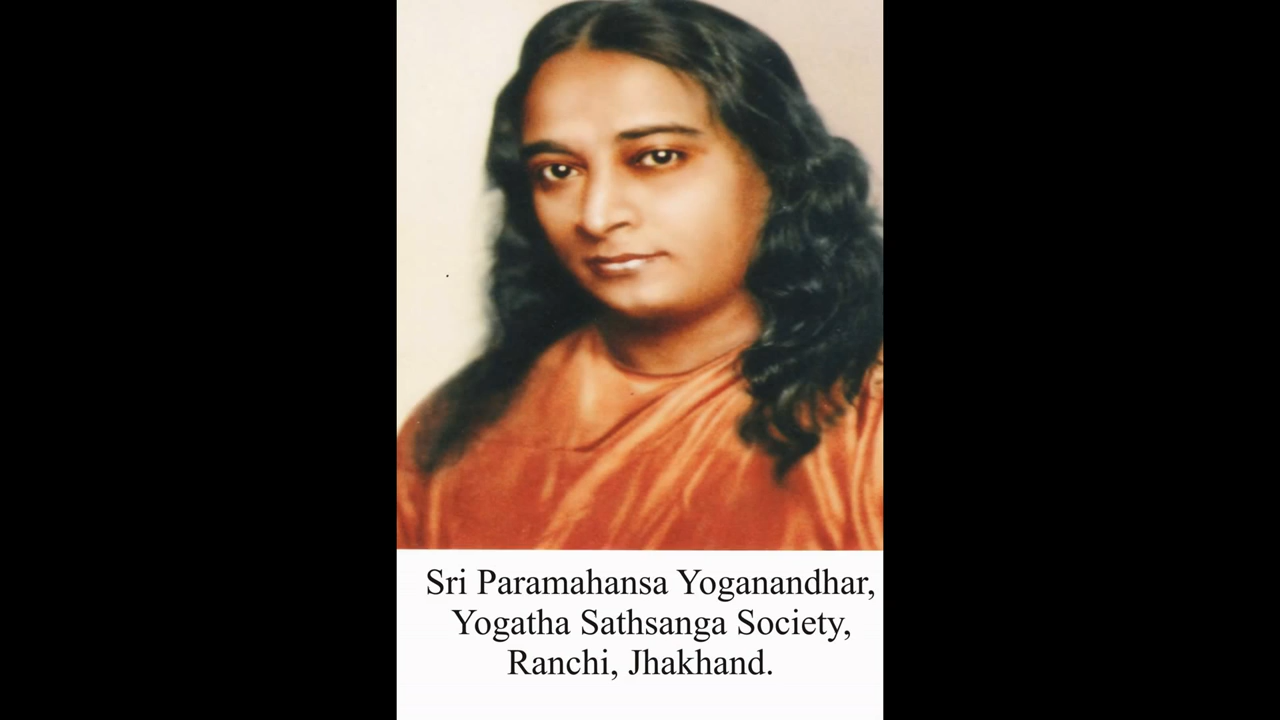 Sri Paramahansa Yoganandhar,
Yogatha Sathsanga Society,
Ranchi, Jhakhand.